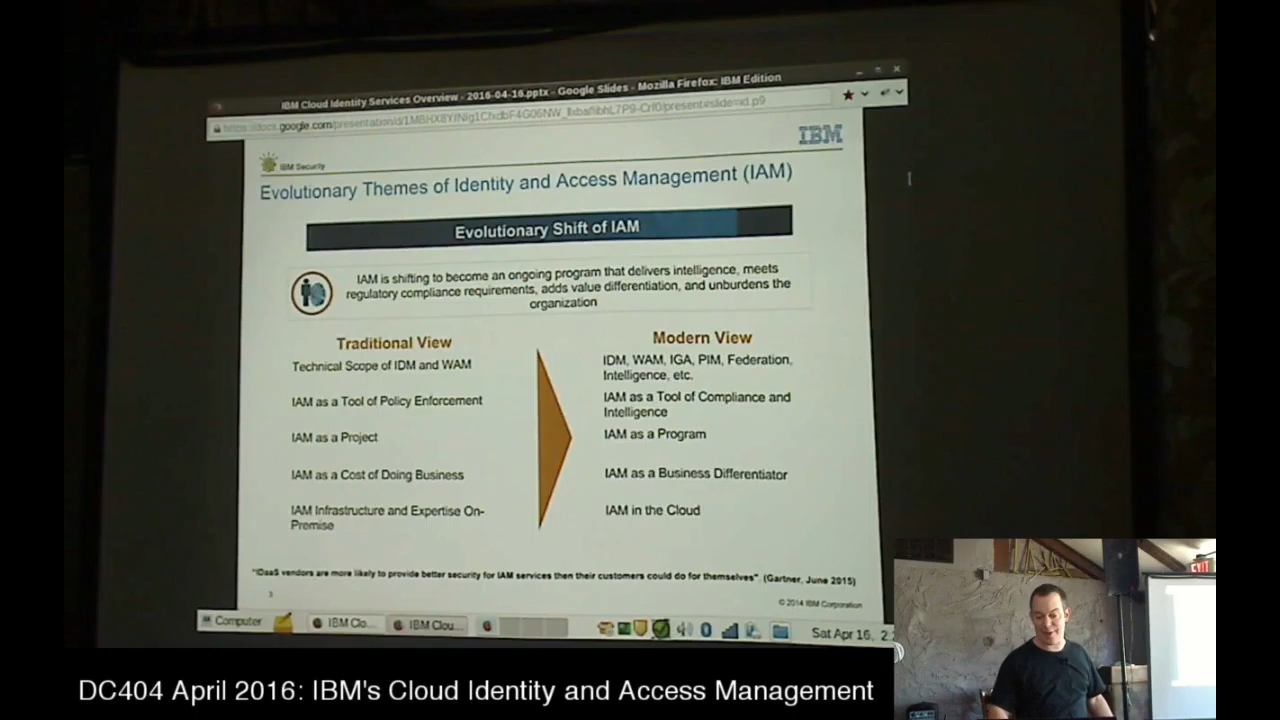 IBM Cloud Identity Services Overview - 2016-04-16.pptx - Google Slides - Mozilla Firefox: IBM Edition
IBM
IBM Security
Evolutionary Themes of Identity and Access Management (IAM)
Evolutionary Shift of IAM
IAM is shifting to become an ongoing program that delivers intelligence, meets
regulatory compliance requirements, adds value differentiation, and unburdens the
organization
Traditional View
Technical Scope of IDM and WAM
IAM as a Tool of Policy Enforcement
IAM as a Project
IAM as a Cost of Doing Business
IAM Infrastructure and Expertise On-
Premise
Modern View
IDM, WAM, IGA, PIM, Federation,
Intelligence, etc.
IAM as a Tool of Compliance and
Intelligence
IAM as a Program
IAM as a Business Differentiator
IAM in the Cloud
"IDaaS vendors are more likely to provide better security for IAM services then their customers could do for themselves". (Gartner, June 2015)
3
© 2014 IBM Corporation
Computer
IBM Clo...
IBM Clou...
Sat Apr 16, 2:
EXIT
DC404 April 2016: IBM's Cloud Identity and Access Management